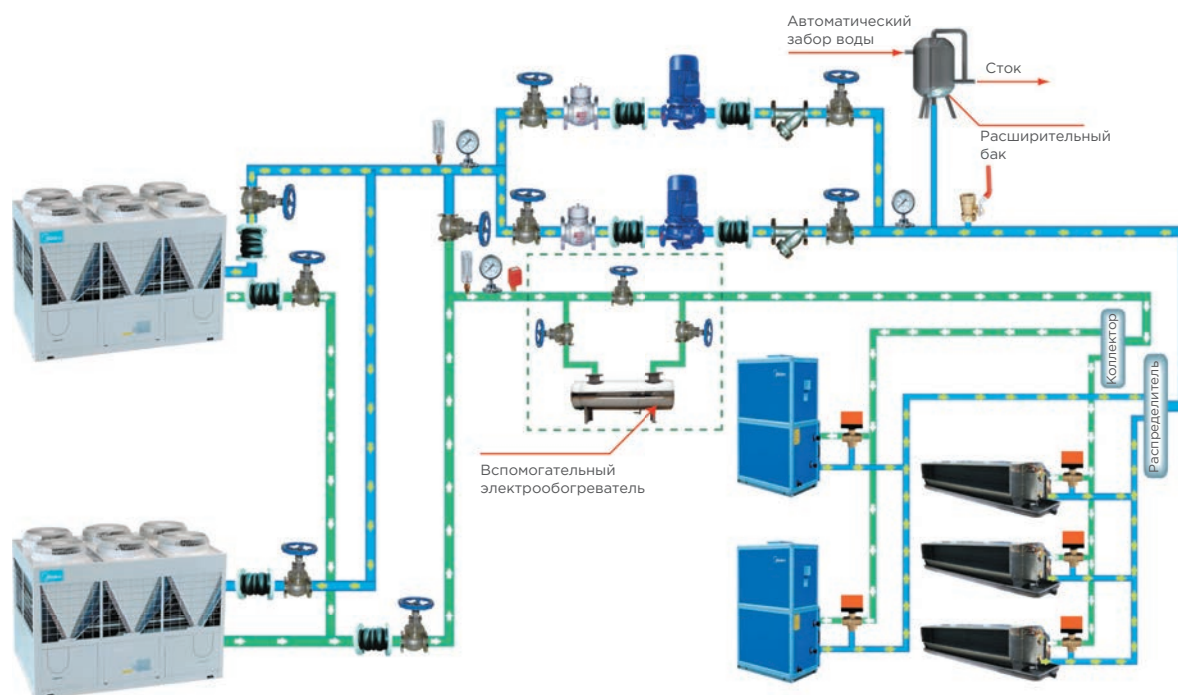 Автоматический
забор воды
Сток
Расширительный
бак
Коллектор
Распределитель
Вспомогательный
электрообогреватель